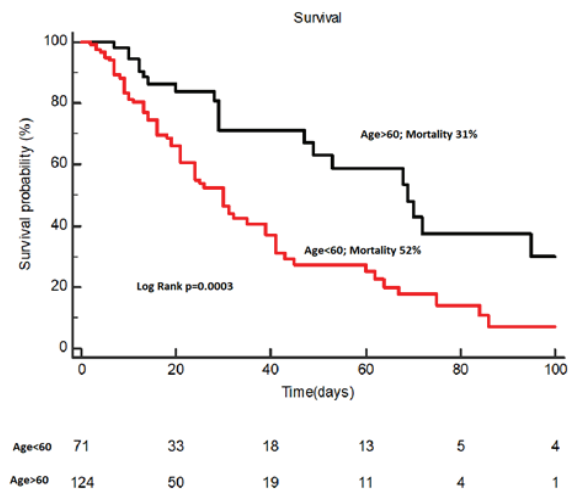 Survival
100
80
60
40
20
0
Survival probability (%)
Age>60; Mortality 31%
Age<60; Mortality 52%
Log Rank p=0.0003
0 20 40 60 80 100
Time(days)
Age<60 71 33 18 13 5 4
Age>60 124 50 19 11 4 1